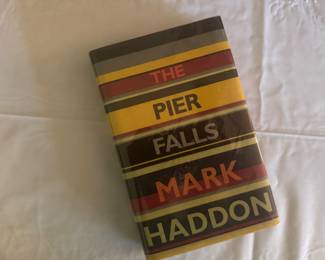 THE
PIER
FALLS
MARK
HADDON